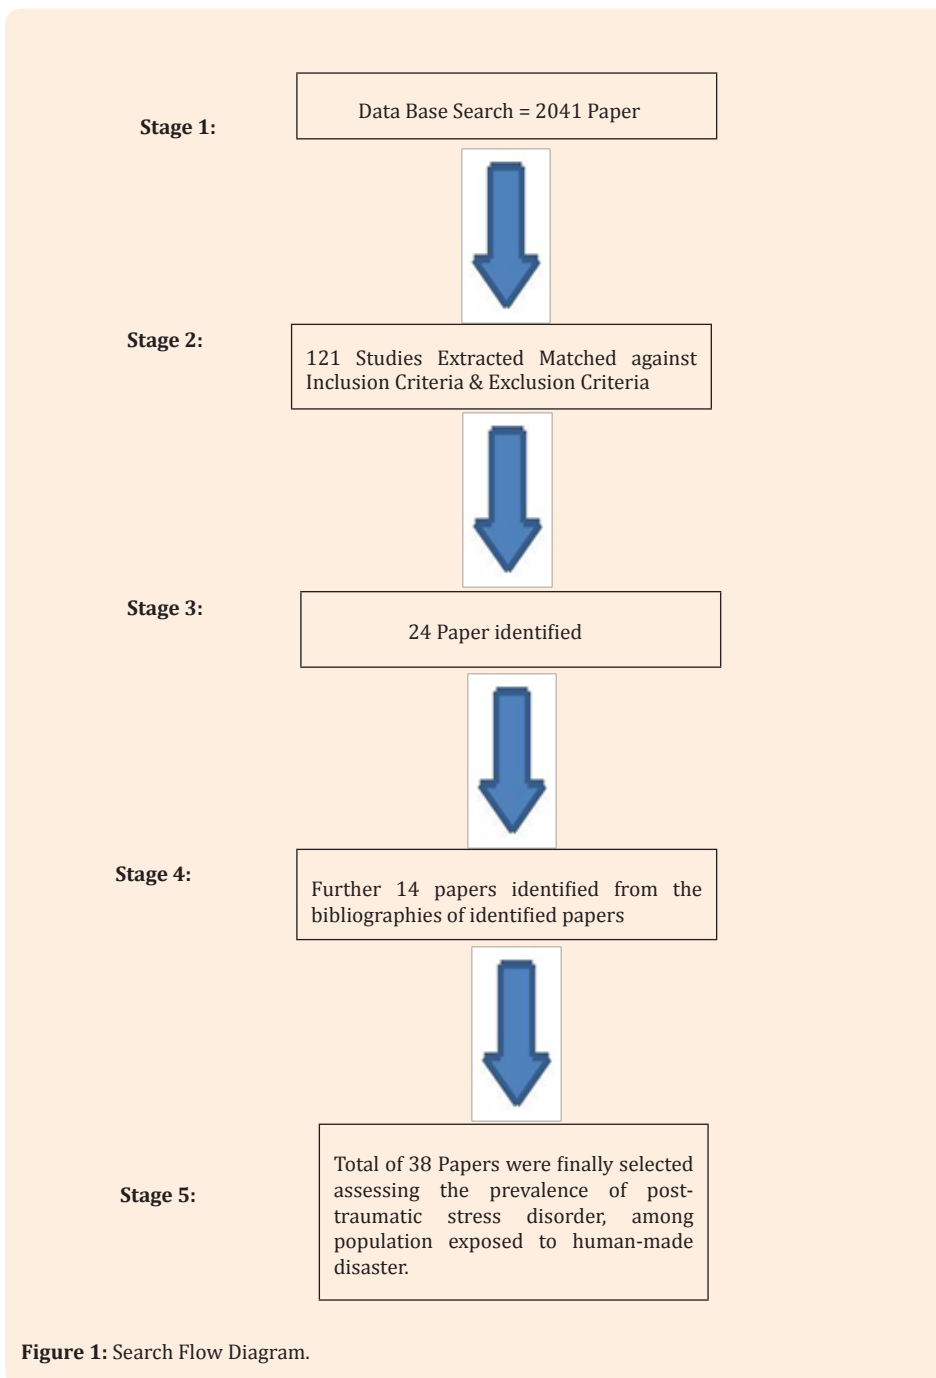 Stage 1:
Data Base Search = 2041 Paper
Stage 2:
121 Studies Extracted Matched against
Inclusion Criteria & Exclusion Criteria
Stage 3:
24 Paper identified
Stage 4:
Further 14 papers identified from the
bibliographies of identified papers
Stage 5:
Total of 38 Papers were finally selected
assessing the prevalence of post-
traumatic stress disorder, among
population exposed to human-made
disaster.
Figure 1: Search Flow Diagram.